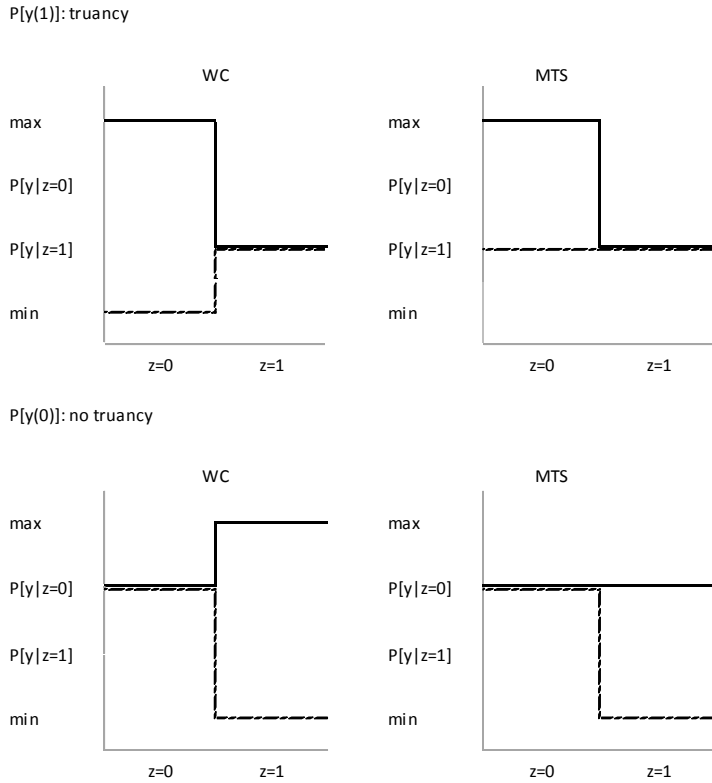 P[y(1)]: truancy
WC MTS
max max
P[y|z=0] P[y|z=0]
P[y|z=1] P[y|z=1]
min min
z=0 z=1 z=0 z=1
P[y(0)]: no truancy
WC MTS
max max
P[y|z=0] P[y|z=0]
P[y|z=1] P[y|z=1]
min min
z=0 z=1 z=0 z=1